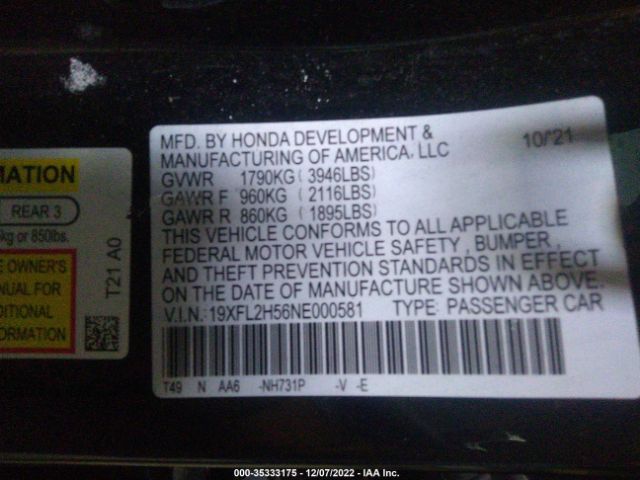 MFD. BY HONDA DEVELOPMENT &
MANUFACTURING OF AMERICA, LLC
10/'21
GVWR 1790KG ( 3946LBS)
GAWR F 960KG ( 2116LBS)
GAWR R 860KG ( 1895LBS)
THIS VEHICLE CONFORMS TO ALL APPLICABLE
FEDERAL MOTOR VEHICLE SAFETY , BUMPER ,
AND THEFT PREVENTION STANDARDS IN EFFECT
ON THE DATE OF MANUFACTURE SHOWN ABOVE.
V.I.N.:19XFL2H56NE000581 TYPE: PASSENGER CAR
T49 N AA6 -NH731P -V -E
MATION
REAR 3
kg or 850lbs.
E OWNER'S
NUAL FOR
DITIONAL
FORMATION
T21 A0
000-35333175 - 12/07/2022 - IAA Inc.